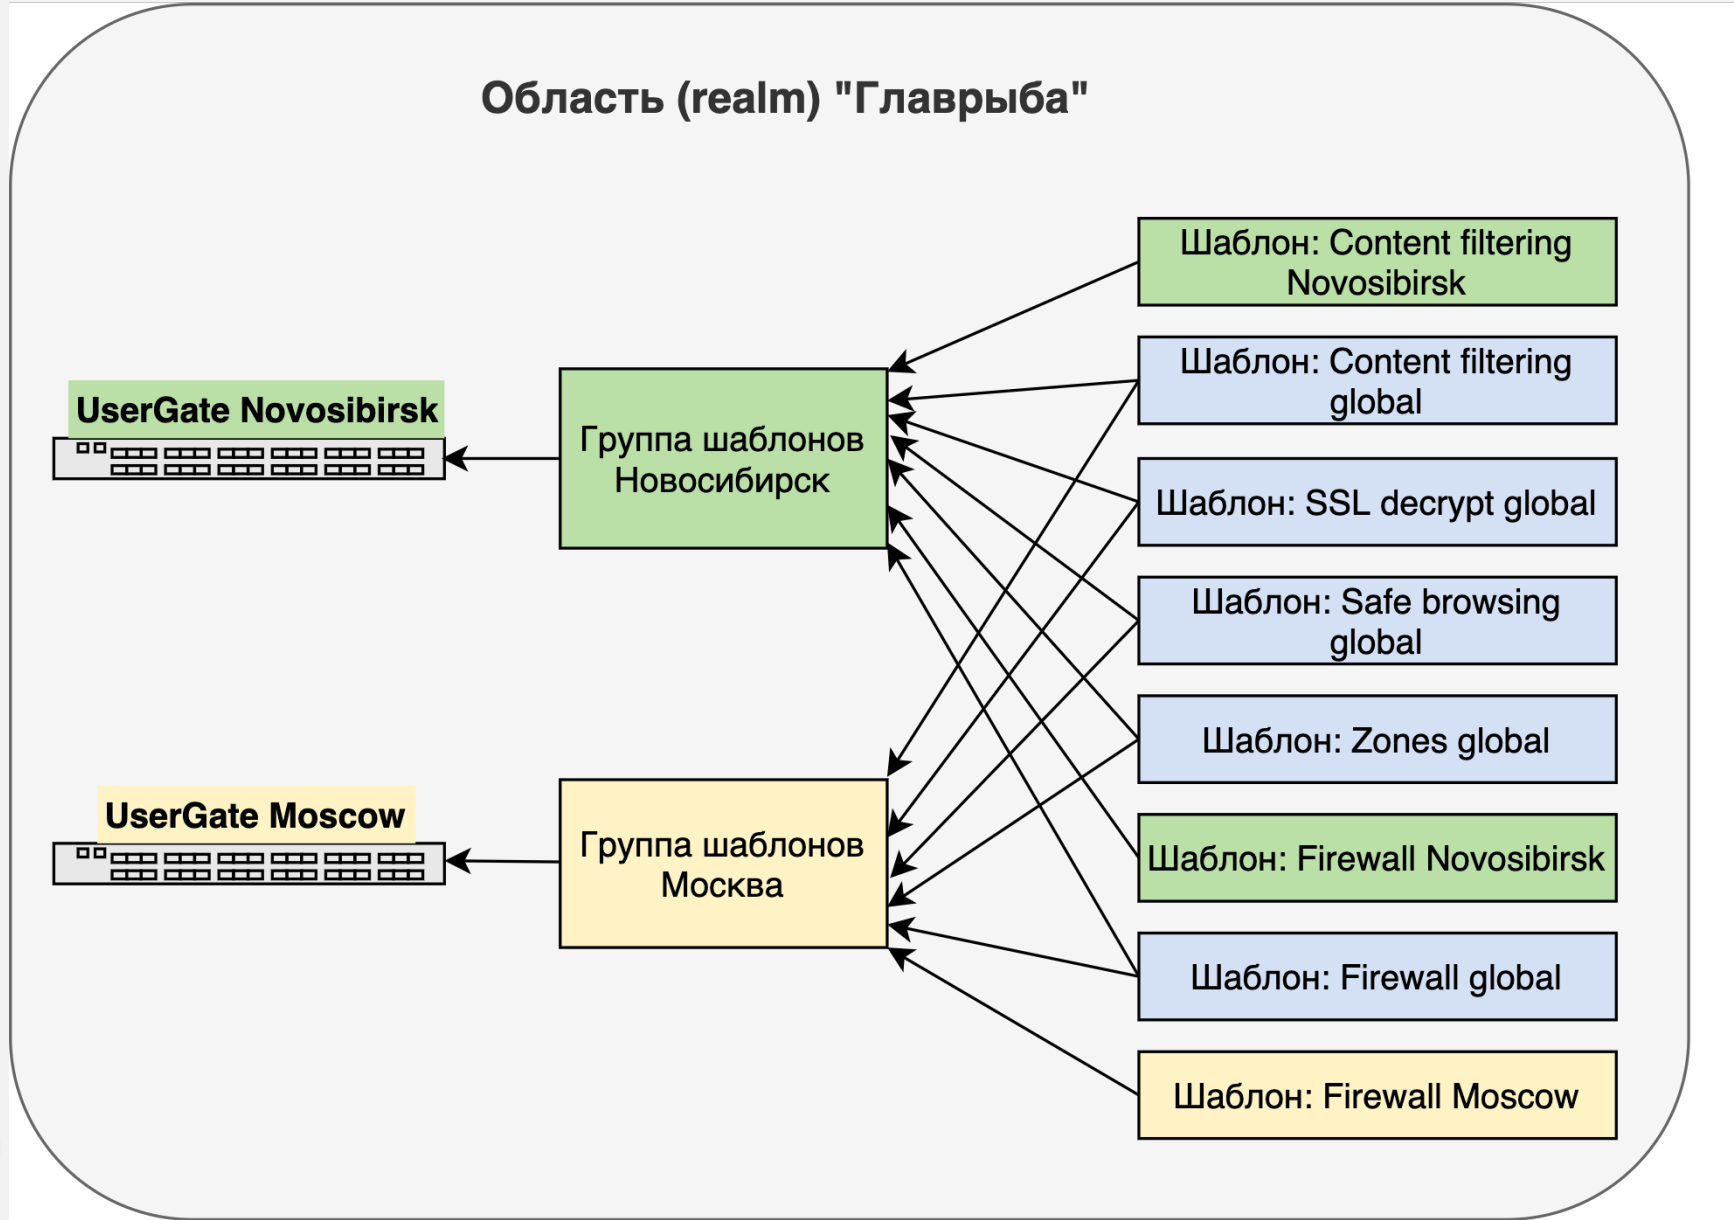 Область (realm) "Главрыба"
UserGate Novosibirsk
UserGate Moscow
Группа шаблонов
Новосибирск
Группа шаблонов
Москва
Шаблон: Content filtering
Novosibirsk
Шаблон: Content filtering
global
Шаблон: SSL decrypt global
Шаблон: Safe browsing
global
Шаблон: Zones global
Шаблон: Firewall Novosibirsk
Шаблон: Firewall global
Шаблон: Firewall Moscow